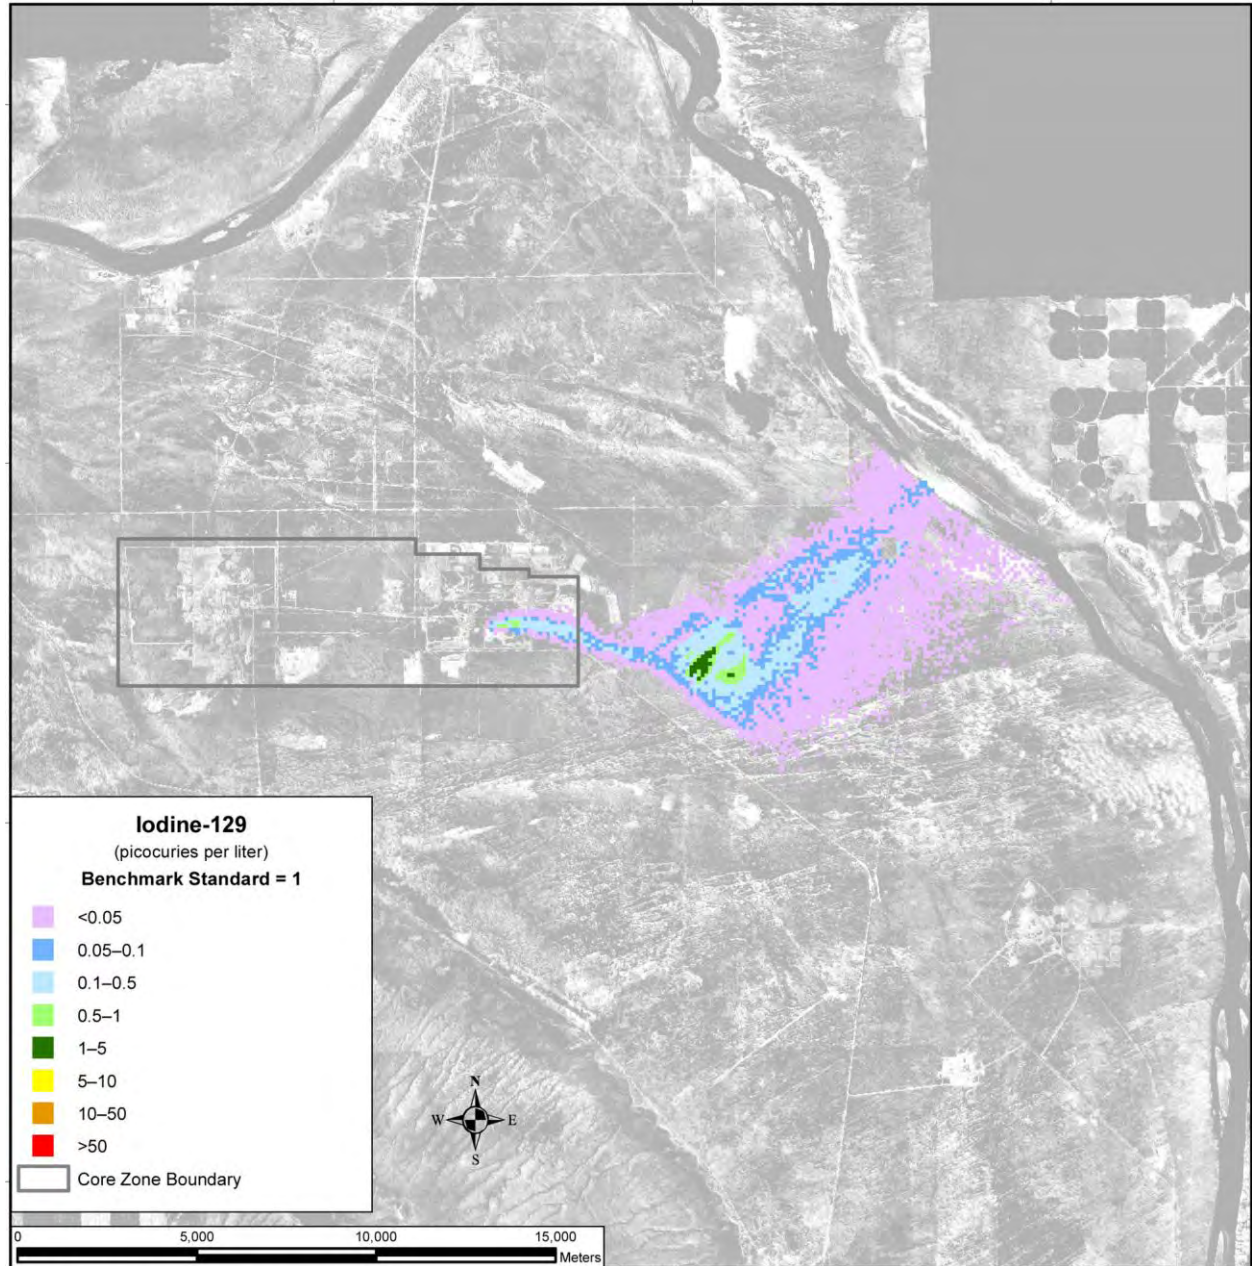 Iodine-129
(picocuries per liter)
Benchmark Standard = 1
<0.05
0.05–0.1
0.1–0.5
0.5–1
1–5
5–10
10–50
>50
Core Zone Boundary
N
W E
S
0 5,000 10,000 15,000
Meters